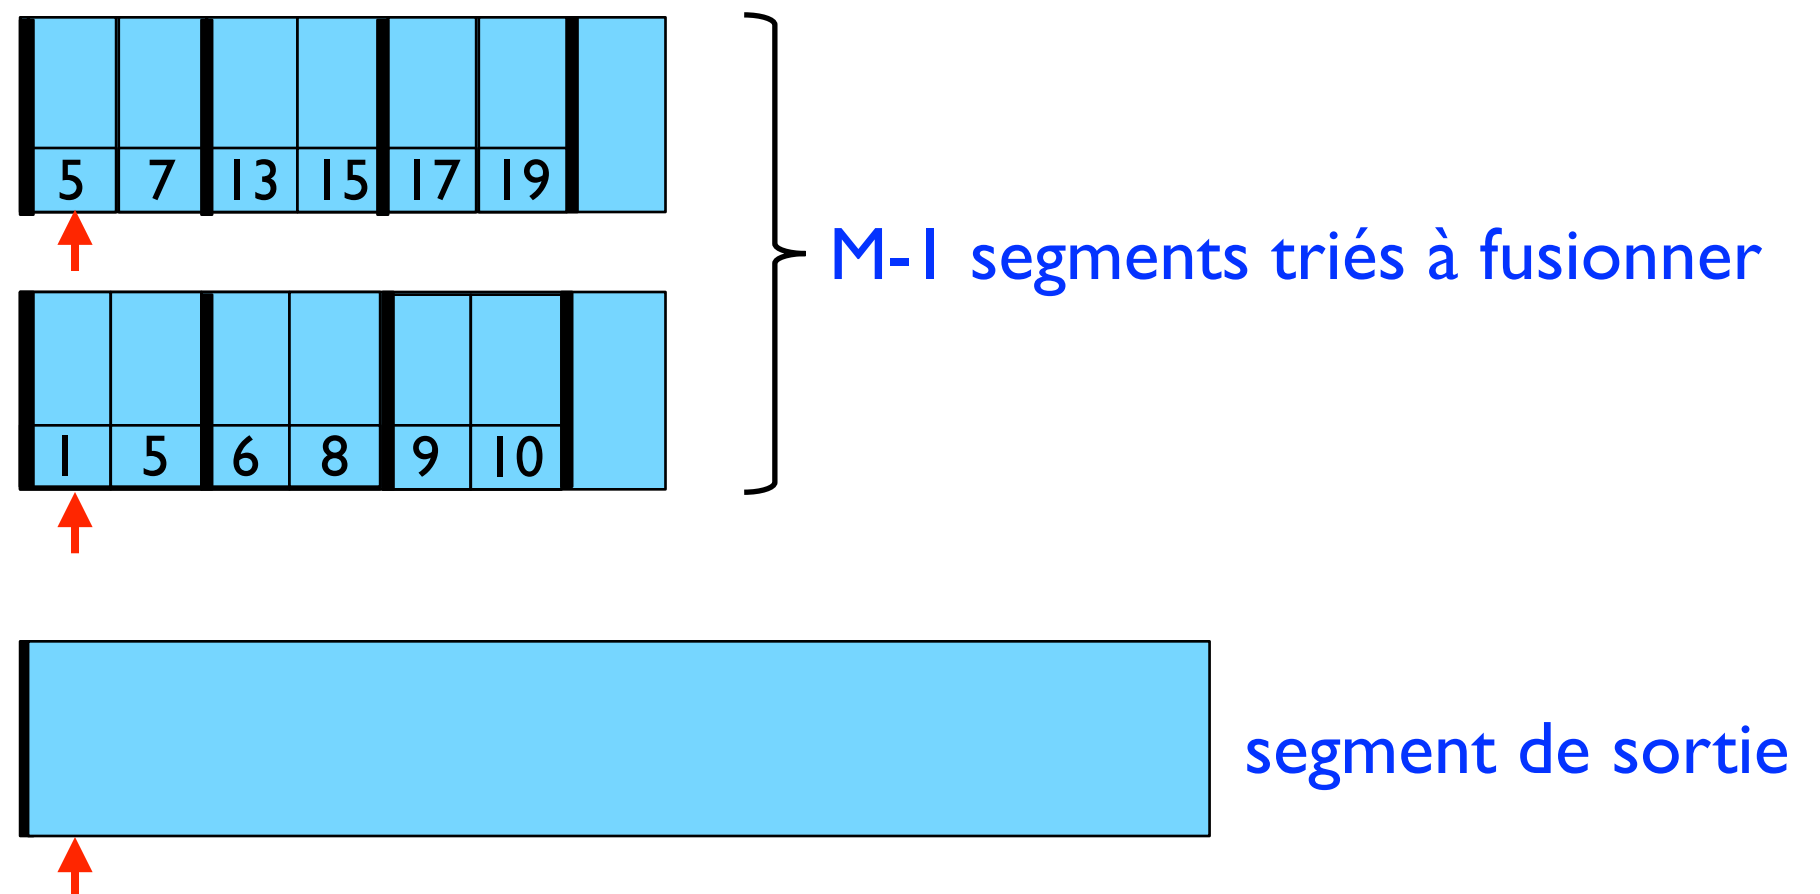 5 7 13 15 17 19
M-1 segments triés à fusionner
1 5 6 8 9 10
segment de sortie